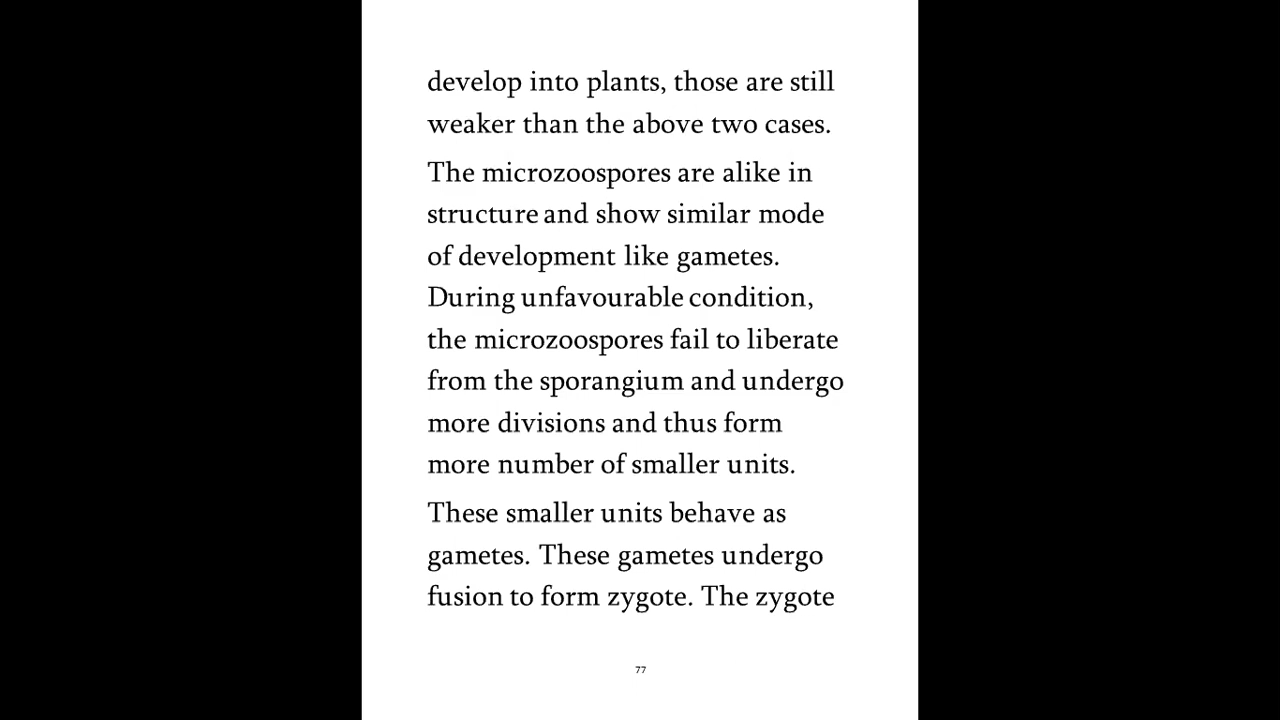 develop into plants, those are still
weaker than the above two cases.
The microzoospores are alike in
structure and show similar mode
of development like gametes.
During unfavourable condition,
the microzoospores fail to liberate
from the sporangium and undergo
more divisions and thus form
more number of smaller units.
These smaller units behave as
gametes. These gametes undergo
fusion to form zygote. The zygote
77